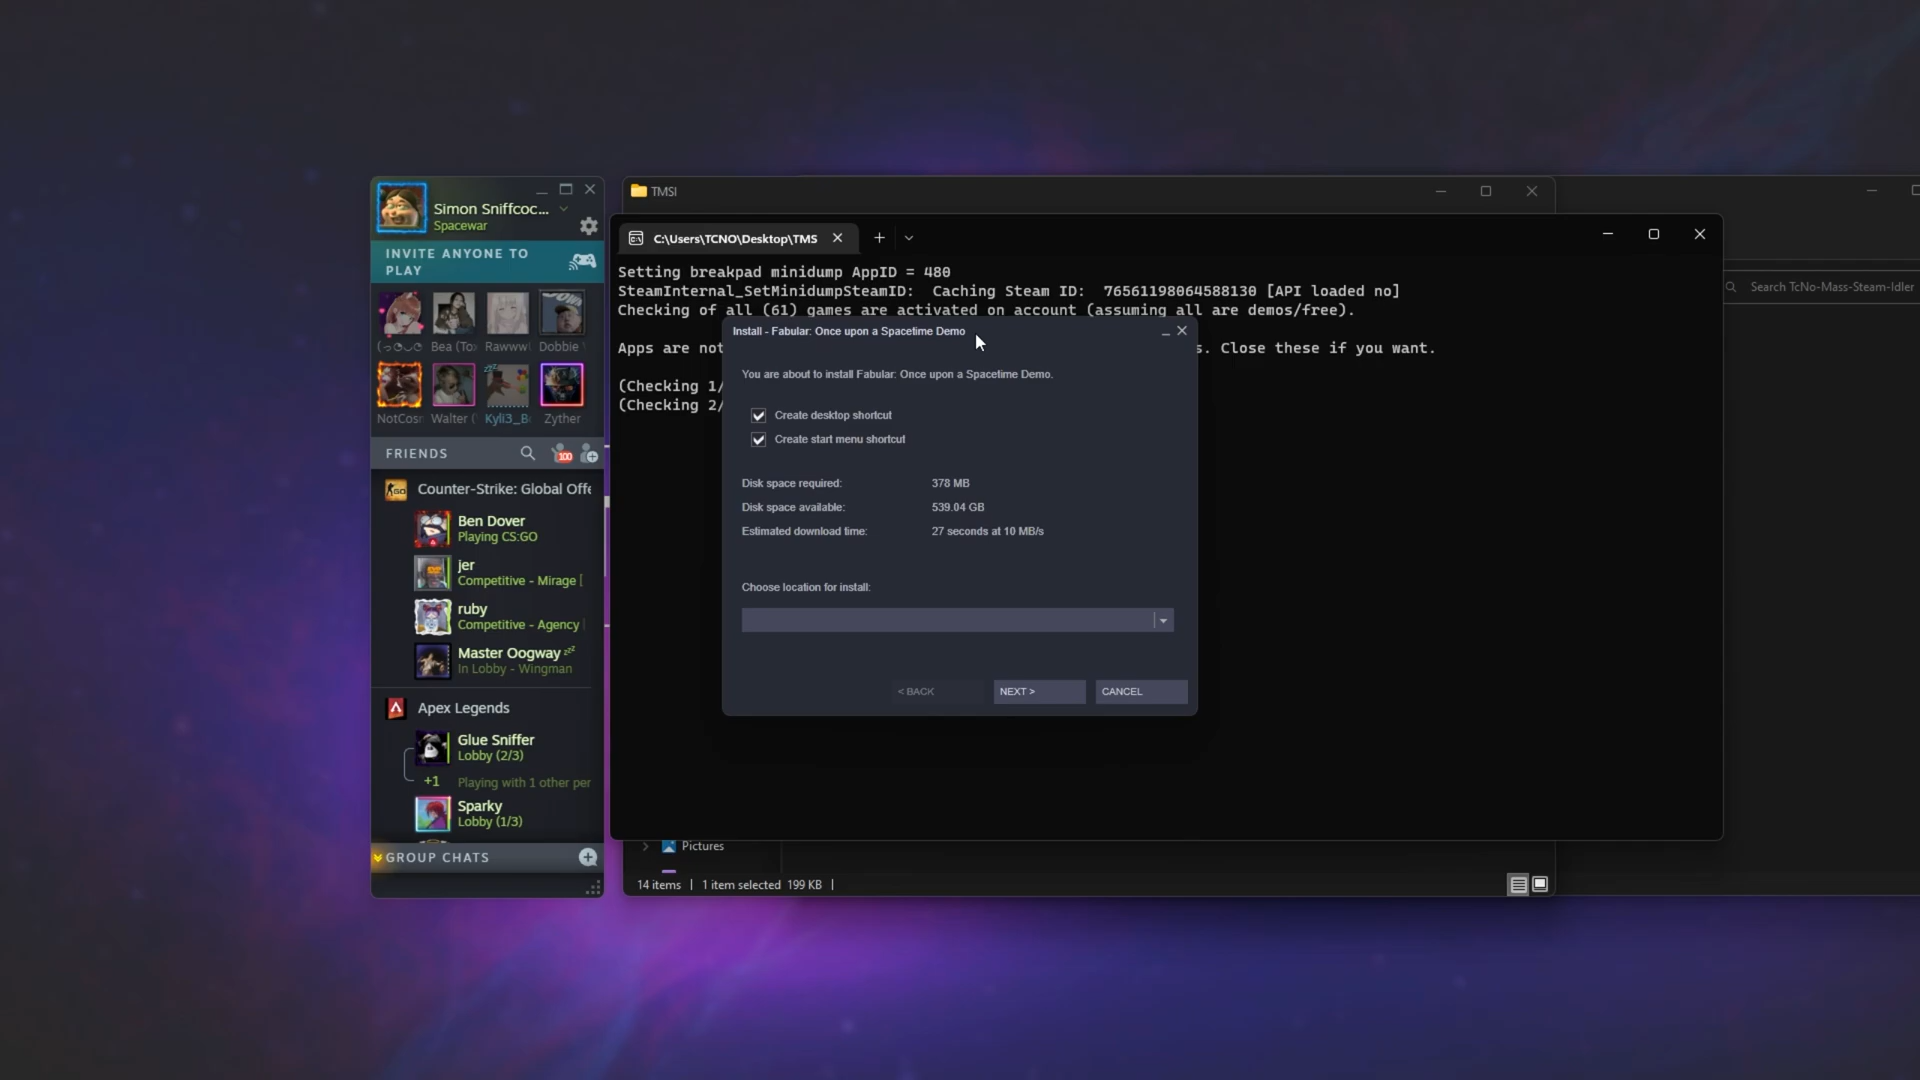 Simon Sniffcoc...
Spacewar
INVITE ANYONE TO
PLAY
Bea (To
Rawww
Dobbie
NotCos
Walter (
Kyli3_B
Zyther
FRIENDS
100
Counter-Strike: Global Offe
Ben Dover
Playing CS:GO
jer
Competitive - Mirage [
ruby
Competitive - Agency
Master Oogway zzz
In Lobby - Wingman
Apex Legends
Glue Sniffer
Lobby (2/3)
+1 Playing with 1 other per
Sparky
Lobby (1/3)
GROUP CHATS
TMSI
C:\Users\TCNO\Desktop\TMS
Setting breakpad minidump AppID = 480
SteamInternal_SetMinidumpSteamID:  Caching Steam ID:  76561198064588130 [API loaded no]
Checking of all (61) games are activated on account (assuming all are demos/free).
Apps are not
s. Close these if you want.
(Checking 1/
(Checking 2/
Install - Fabular: Once upon a Spacetime Demo
You are about to install Fabular: Once upon a Spacetime Demo.
Create desktop shortcut
Create start menu shortcut
Disk space required: 378 MB
Disk space available: 539.04 GB
Estimated download time: 27 seconds at 10 MB/s
Choose location for install:
< BACK
NEXT >
CANCEL
Search TcNo-Mass-Steam-Idler
Pictures
14 items | 1 item selected 199 KB |